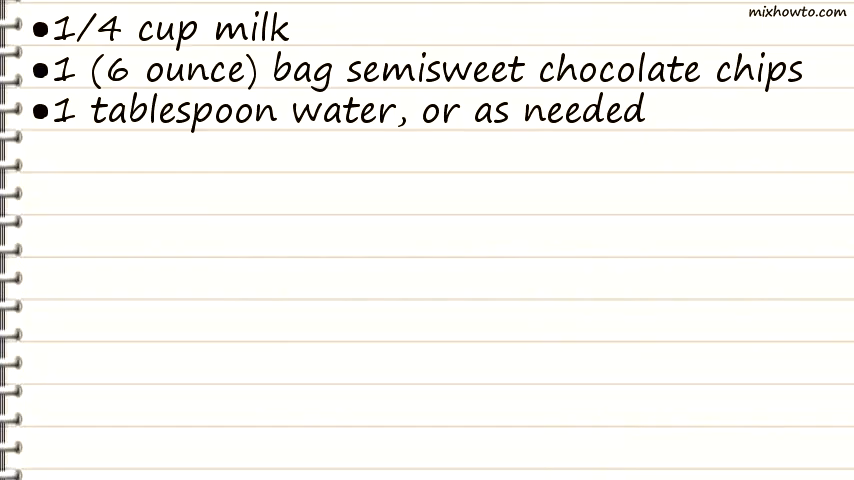 mixhowto.com
•1/4 cup milk
•1 (6 ounce) bag semisweet chocolate chips
•1 tablespoon water, or as needed